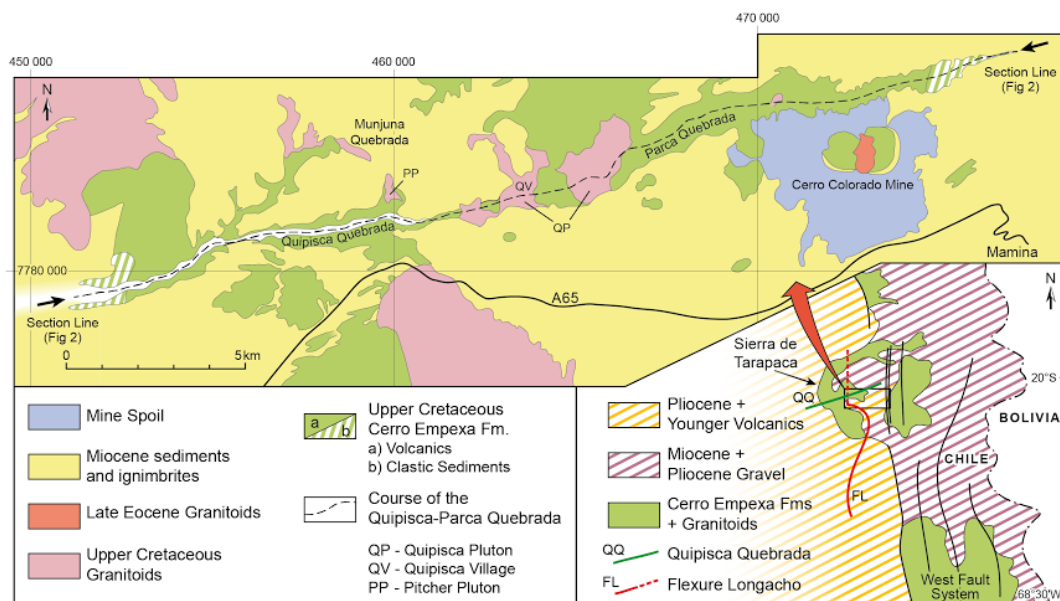 450 000
460 000
470 000
N
Section Line
(Fig 2)
Munjuna
Quebrada
PP
QV
QP
Parca Quebrada
Cerro Colorado Mine
Quipisca Quebrada
7780 000
Mamina
A65
Section Line
(Fig 2)
0
5km
Mine Spoil
Miocene sediments
and ignimbrites
Late Eocene Granitoids
Upper Cretaceous
Granitoids
a
b
Upper Cretaceous
Cerro Empexa Fm.
a) Volcanics
b) Clastic Sediments
Course of the
Quipisca-Parca Quebrada
QP - Quipisca Pluton
QV - Quipisca Village
PP - Pitcher Pluton
N
Sierra de
Tarapaca
20°S
QQ
BOLIVIA
CHILE
FL
West Fault
System
68°30'W
Pliocene +
Younger Volcanics
Miocene +
Pliocene Gravel
Cerro Empexa Fms
+ Granitoids
QQ
Quipisca Quebrada
FL
Flexure Longacho